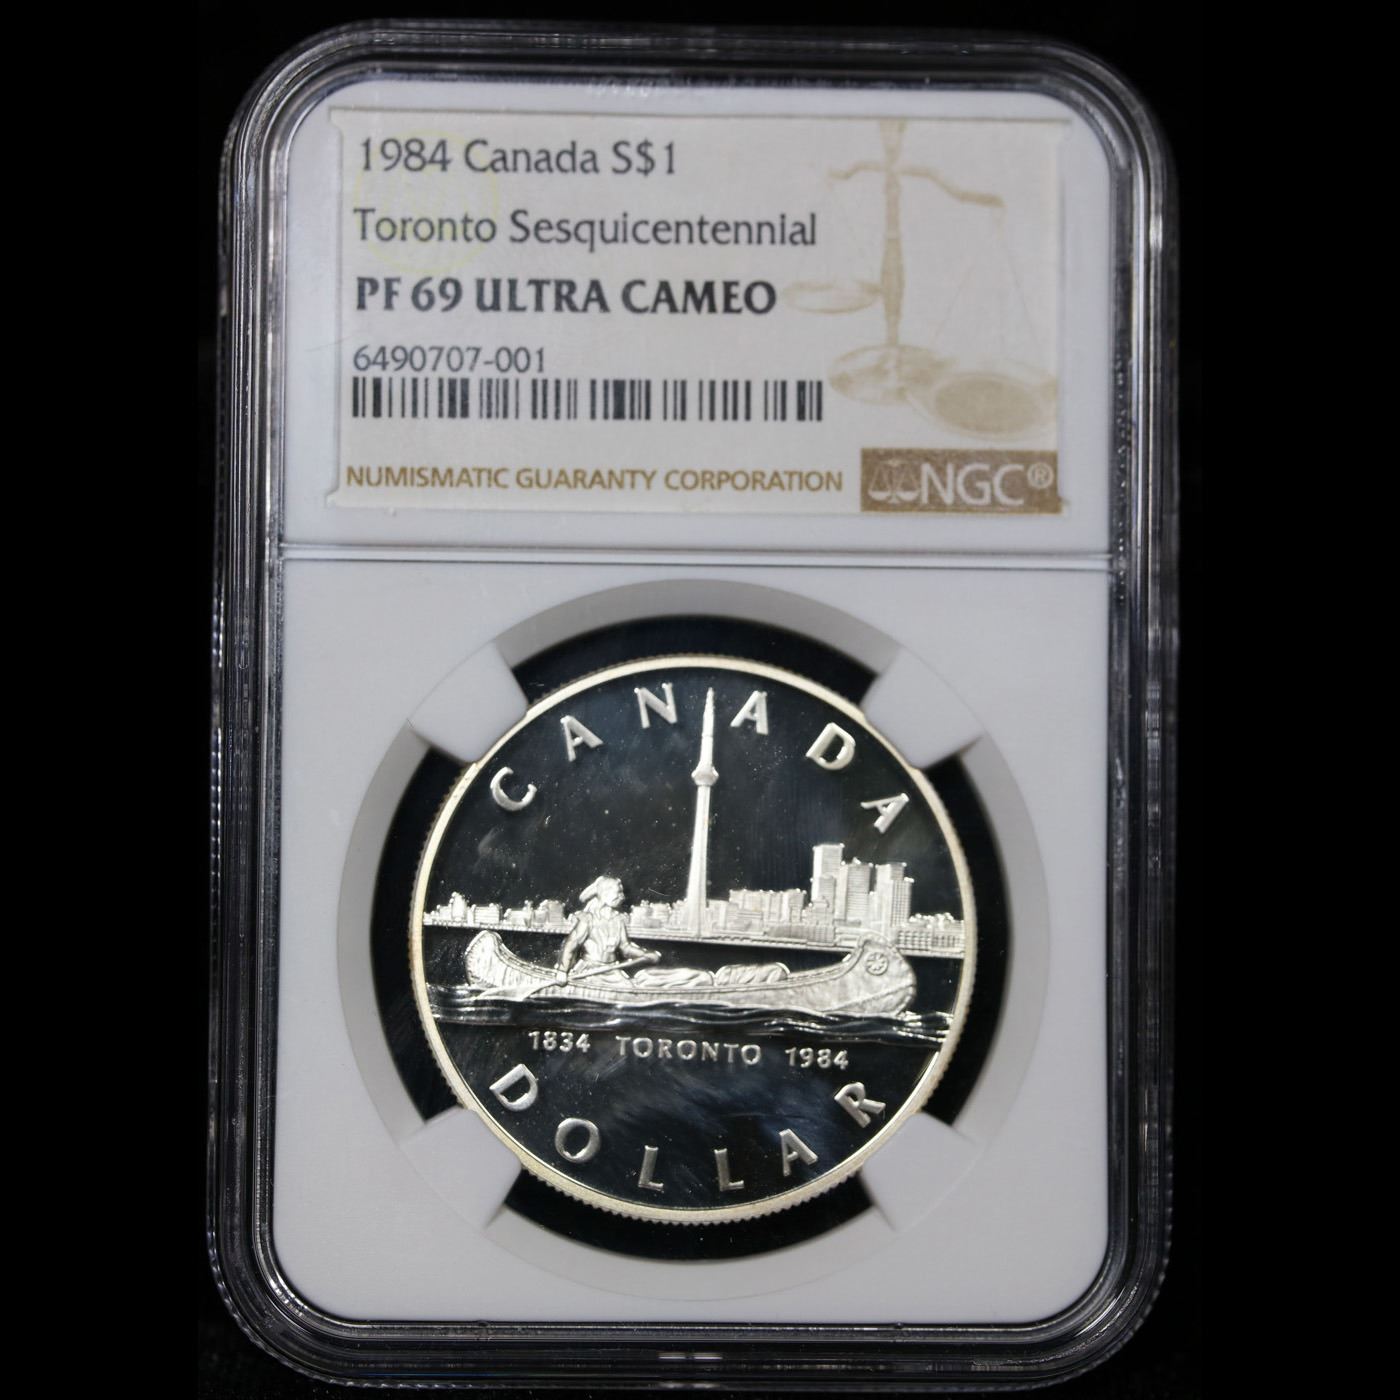 1984 Canada S$1
Toronto Sesquicentennial
PF 69 ULTRA CAMEO
6490707-001
NUMISMATIC GUARANTY CORPORATION
NGC®
CANADA
1834 TORONTO 1984
DOLLAR